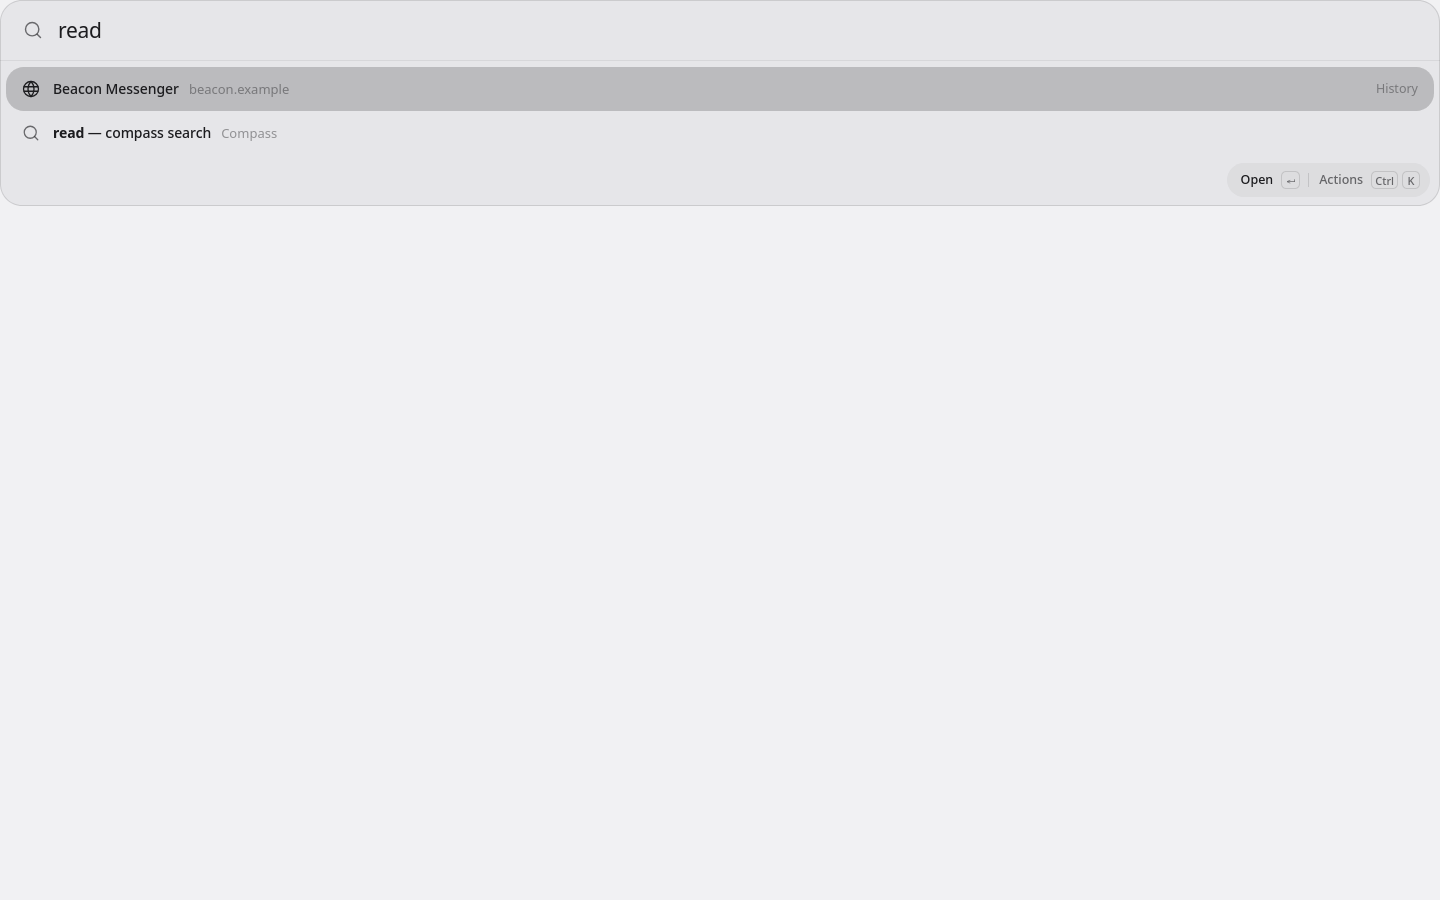 read
Beacon Messenger beacon.example History
read — compass search Compass
Open Actions Ctrl K